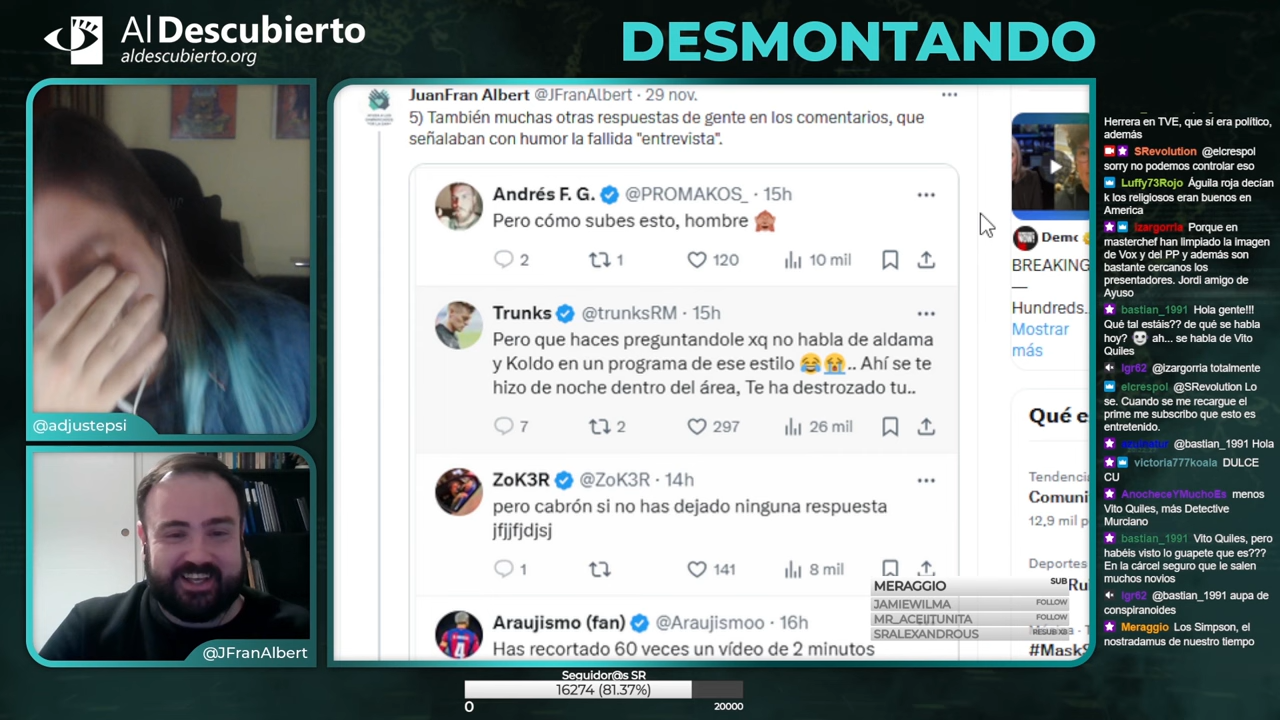 Al Descubierto
aldescubierto.org
DESMONTANDO
@adjustepsi
@JFranAlbert
JuanFran Albert @JFranAlbert · 29 nov.
5) También muchas otras respuestas de gente en los comentarios, que
señalaban con humor la fallida "entrevista".
Andrés F. G. @PROMAKOS_ · 15h
Pero cómo subes esto, hombre 🙈
2 1 120 10 mil
Trunks @trunksRM · 15h
Pero que haces preguntandole xq no habla de aldama
y Koldo en un programa de ese estilo 😂😭.. Ahí se te
hizo de noche dentro del área, Te ha destrozado tu..
7 2 297 26 mil
ZoK3R @ZoK3R · 14h
pero cabrón si no has dejado ninguna respuesta
jfjjfjdjsj
1 141 8 mil
Araujismo (fan) @Araujismoo · 16h
Has recortado 60 veces un vídeo de 2 minutos
BREAKING
—
Hundreds..
Mostrar
más
Qué e
Tendencia
Comuni
12,9 mil p
Deportes
#MaskS
MERAGGIO SUB
JAMIEWILMA FOLLOW
MR_ACEITUNITA FOLLOW
SRALEXANDROUS RESUB X8
Seguidor@s SR
16274 (81.37%)
0 20000
Herrera en TVE, que sí era político,
además
SRevolution @elcrespol
sorry no podemos controlar eso
Luffy73Rojo Águila roja decían
k los religiosos eran buenos en
America
izargorria Porque en
masterchef han limpiado la imagen
de Vox y del PP y además son
bastante cercanos los
presentadores. Jordi amigo de
Ayuso
bastian_1991 Hola gente!!!
Qué tal estáis?? de qué se habla
hoy? ah... se habla de Vito
Quiles
igr62 @izargorria totalmente
elcrespol @SRevolution Lo
se. Cuando se me recargue el
prime me subscribo que esto es
entretenido.
@bastian_1991 Hola
victoria777koala DULCE
CU
AnocheceYMuchoEs menos
Vito Quiles, más Detective
Murciano
bastian_1991 Vito Quiles, pero
habéis visto lo guapete que es???
En la cárcel seguro que le salen
muchos novios
igr62 @bastian_1991 aupa de
conspiranoides
Meraggio Los Simpson, el
nostradamus de nuestro tiempo